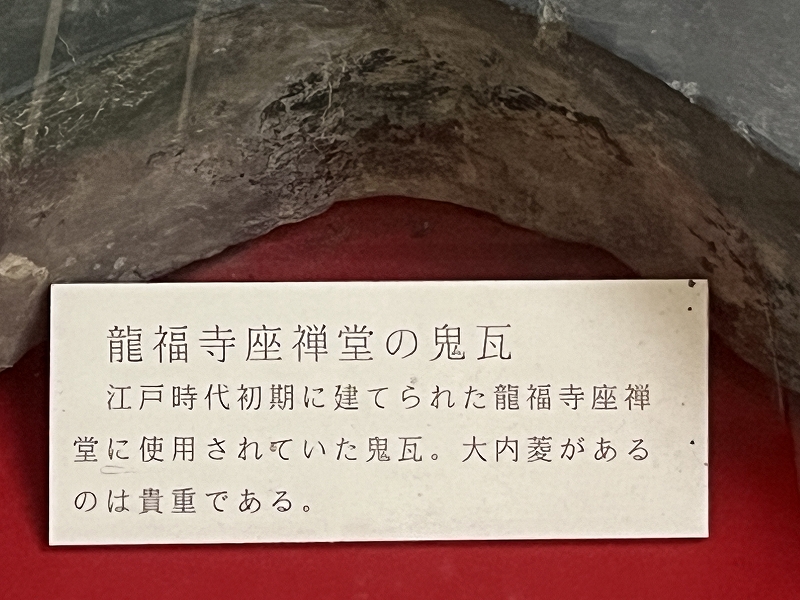 龍福寺座禅堂の鬼瓦
江戸時代初期に建てられた龍福寺座禅
堂に使用されていた鬼瓦。大内菱がある
のは貴重である。